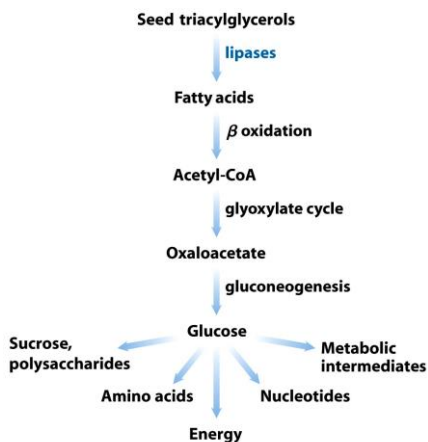 Seed triacylglycerols
lipases
Fatty acids
β oxidation
Acetyl-CoA
glyoxylate cycle
Oxaloacetate
gluconeogenesis
Glucose
Sucrose,
polysaccharides
Metabolic
intermediates
Amino acids
Nucleotides
Energy